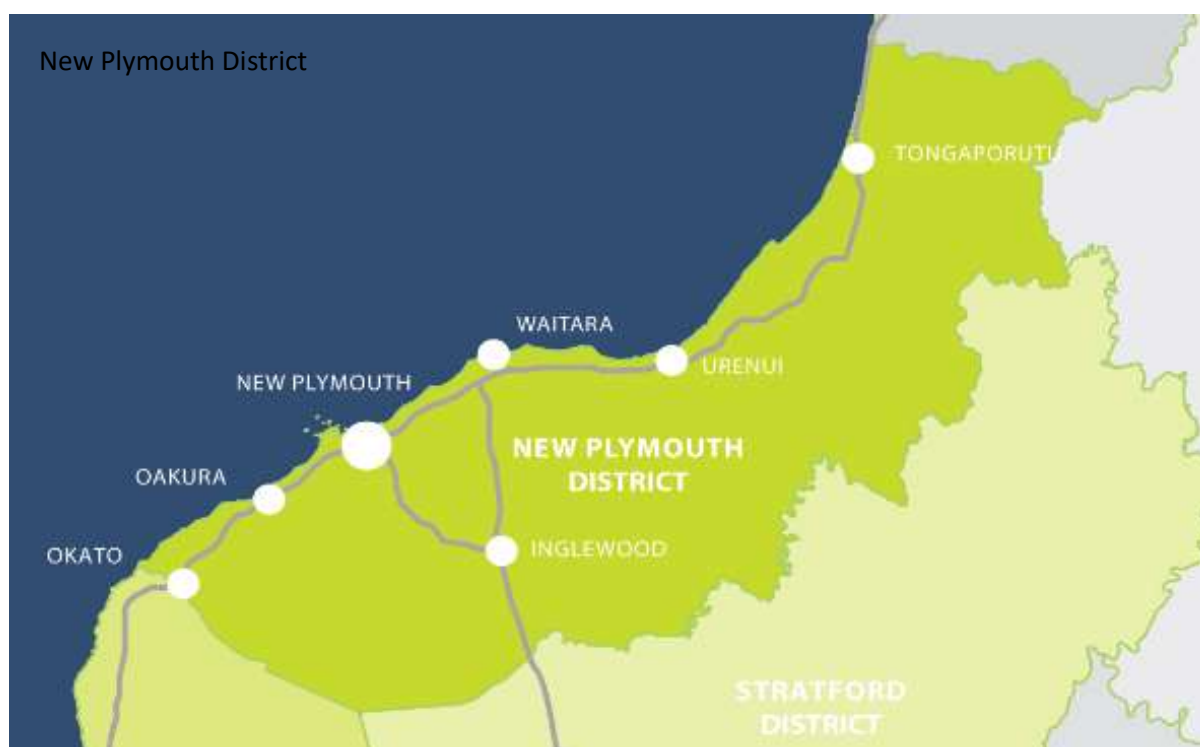 New Plymouth District
TONGAPORUTU
WAITARA
URENUI
NEW PLYMOUTH
NEW PLYMOUTH
DISTRICT
OAKURA
OKATO
INGLEWOOD
STRATFORD
DISTRICT